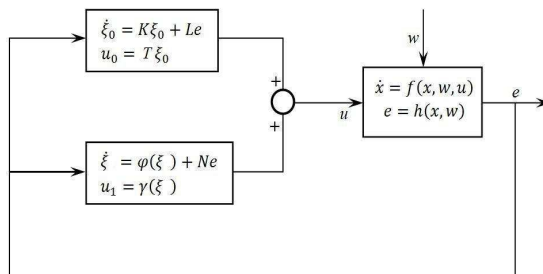 ξ̇₀ = Kξ₀ + Le
u₀ = Tξ₀
+
+
ξ̇ = φ(ξ ) + Ne
u₁ = γ(ξ )
u
w
ẋ = f(x, w, u)
e = h(x, w)
e